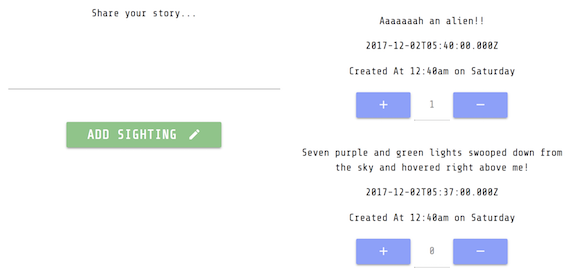 Share your story...
ADD SIGHTING
Aaaaaaah an alien!!
2017-12-02T05:40:00.000Z
Created At 12:40am on Saturday
+ 1 −
Seven purple and green lights swooped down from
the sky and hovered right above me!
2017-12-02T05:37:00.000Z
Created At 12:40am on Saturday
+ 0 −